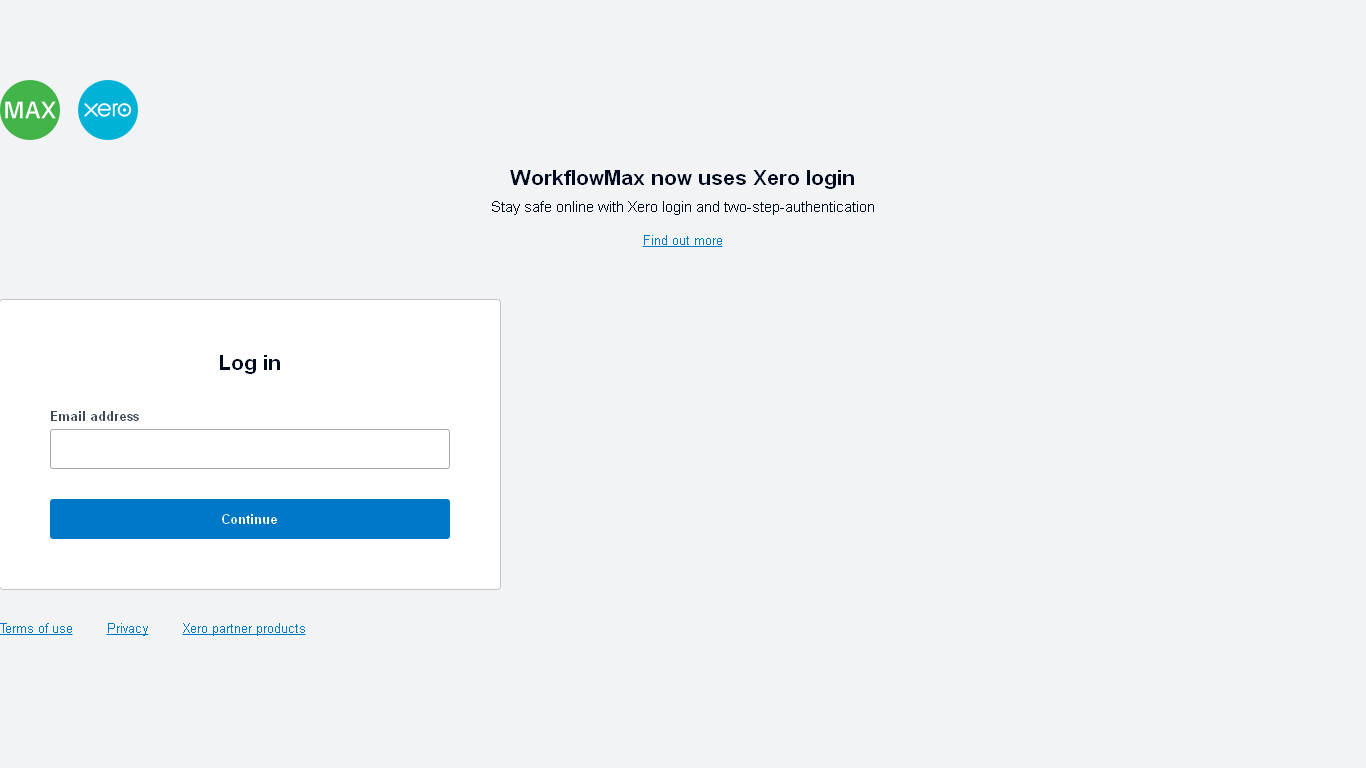 MAX xero
WorkflowMax now uses Xero login
Stay safe online with Xero login and two-step-authentication
Find out more
Log in
Email address
Continue
Terms of use Privacy Xero partner products